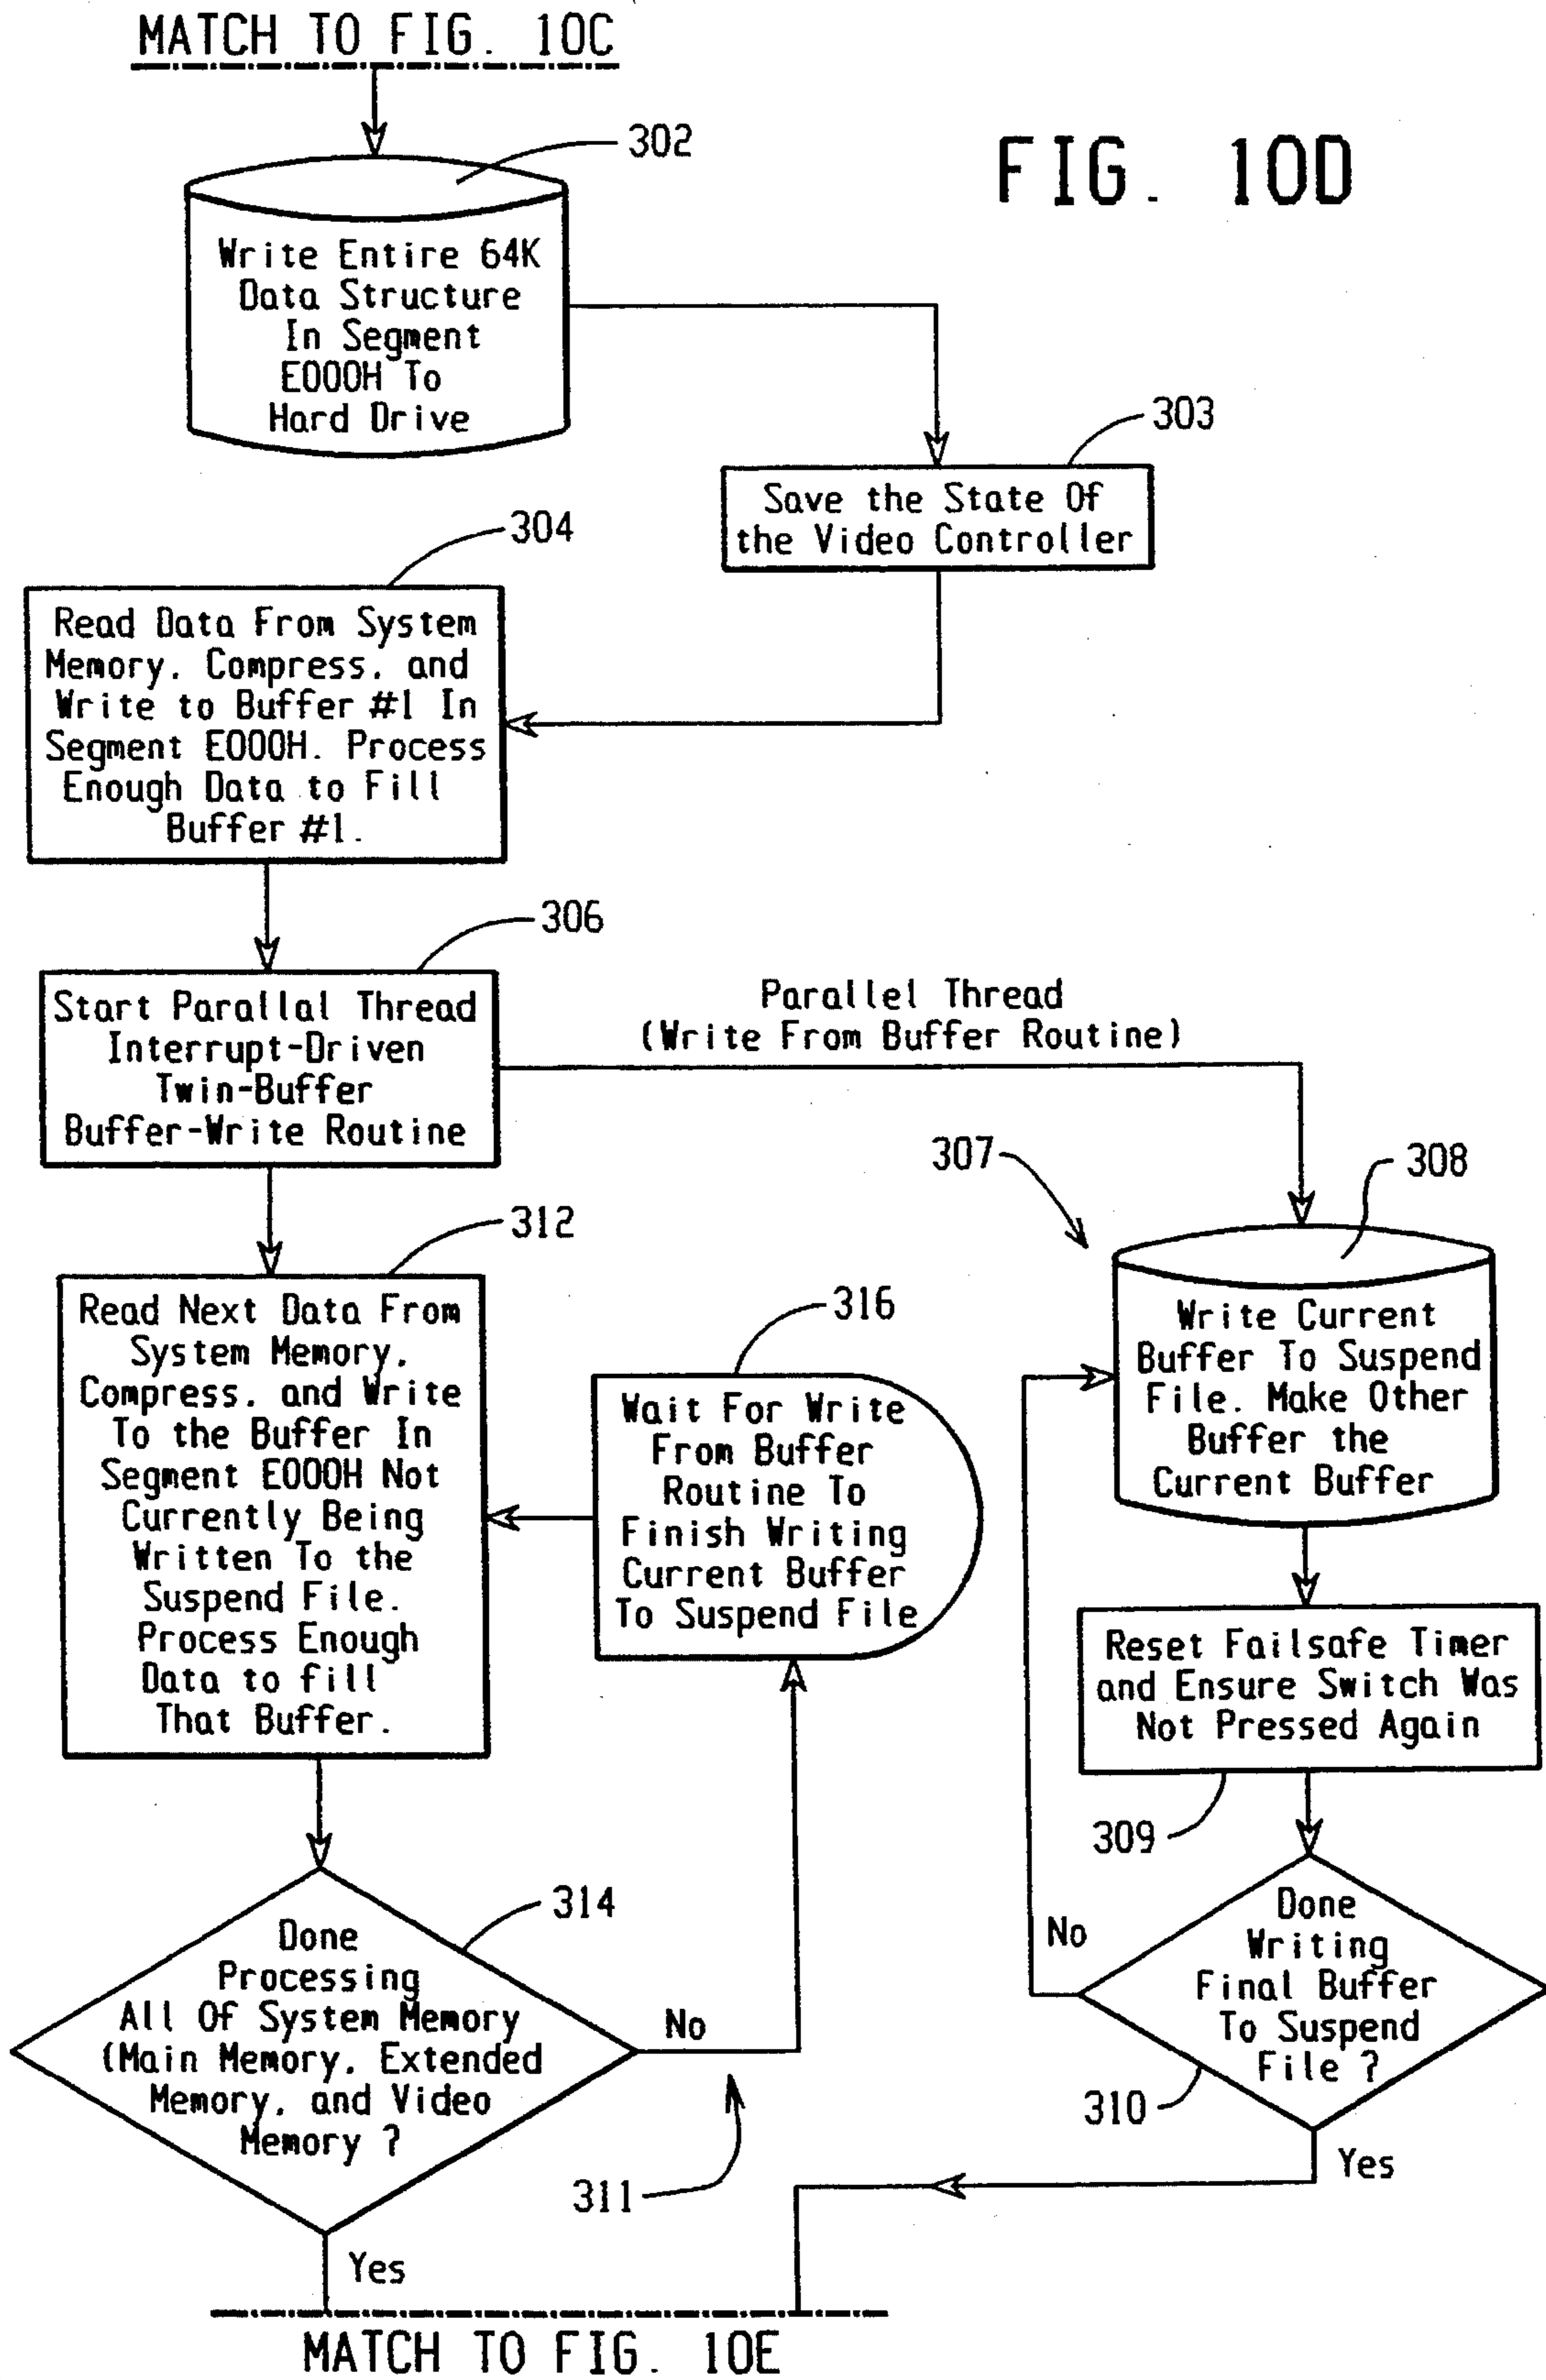 MATCH TO FIG. 10C
302
FIG. 10D
Write Entire 64K
Data Structure
In Segment
E000H To
Hard Drive
303
Save the State Of
the Video Controller
304
Read Data From System
Memory, Compress, and
Write to Buffer #1 In
Segment E000H. Process
Enough Data to Fill
Buffer #1.
306
Start Parallal Thread
Interrupt-Driven
Twin-Buffer
Buffer-Write Routine
Parallel Thread
(Write From Buffer Routine)
307
308
312
Read Next Data From
System Memory,
Compress, and Write
To the Buffer In
Segment E000H Not
Currently Being
Written To the
Suspend File.
Process Enough
Data to fill
That Buffer.
316
Wait For Write
From Buffer
Routine To
Finish Writing
Current Buffer
To Suspend File
Write Current
Buffer To Suspend
File. Make Other
Buffer the
Current Buffer
Reset Failsafe Timer
and Ensure Switch Was
Not Pressed Again
309
314
Done
Processing
All Of System Memory
(Main Memory, Extended
Memory, and Video
Memory ?
No
311
Yes
Done
Writing
Final Buffer
To Suspend
File ?
No
310
Yes
MATCH TO FIG. 10E